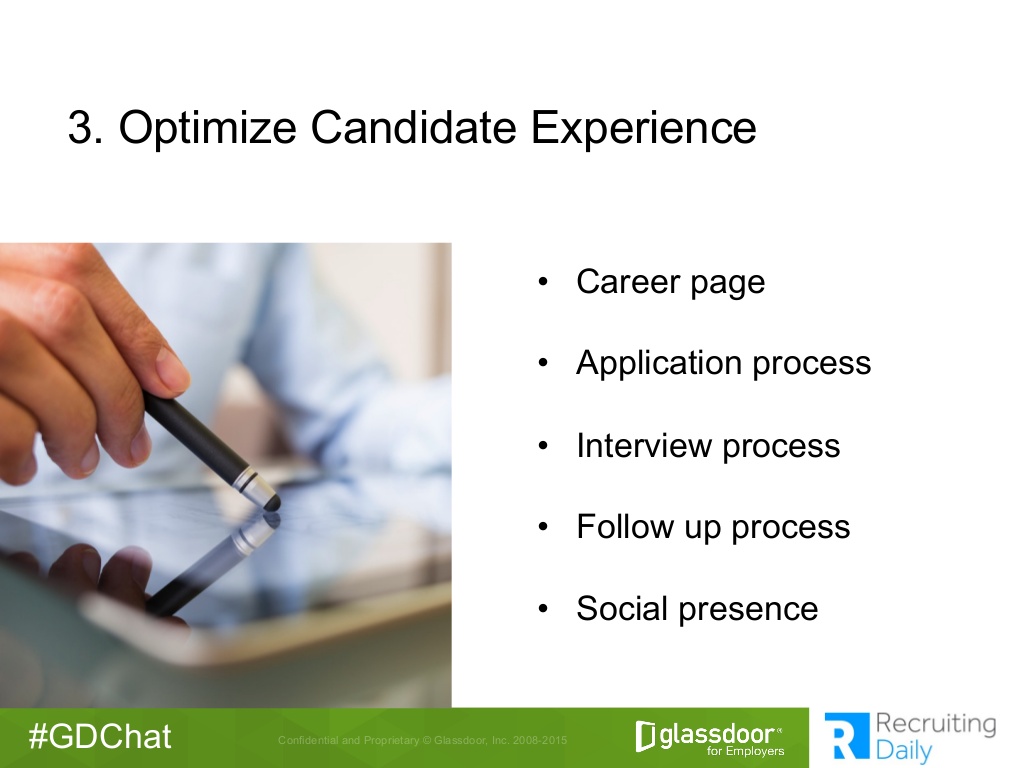 3. Optimize Candidate Experience
• Career page
• Application process
• Interview process
• Follow up process
• Social presence
#GDChat
Confidential and Proprietary © Glassdoor, Inc. 2008-2015
glassdoor®
for Employers
Recruiting
Daily